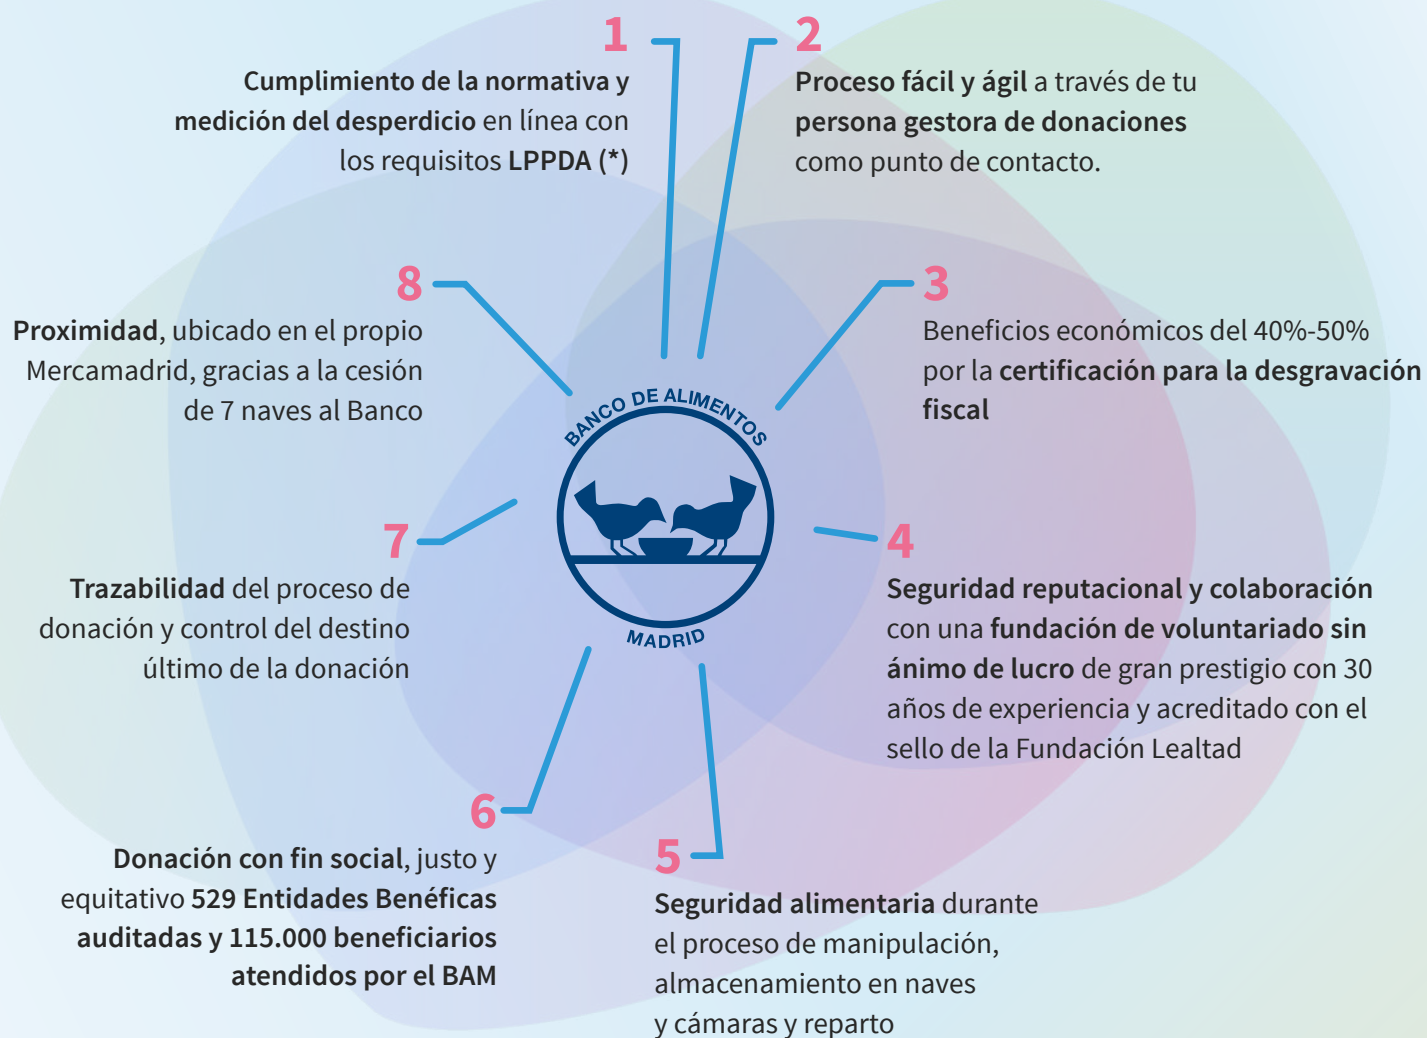 1
Cumplimiento de la normativa y
medición del desperdicio en línea con
los requisitos LPPDA (*)
2
Proceso fácil y ágil a través de tu
persona gestora de donaciones
como punto de contacto.
3
Beneficios económicos del 40%-50%
por la certificación para la desgravación
fiscal
4
Seguridad reputacional y colaboración
con una fundación de voluntariado sin
ánimo de lucro de gran prestigio con 30
años de experiencia y acreditado con el
sello de la Fundación Lealtad
5
Seguridad alimentaria durante
el proceso de manipulación,
almacenamiento en naves
y cámaras y reparto
6
Donación con fin social, justo y
equitativo 529 Entidades Benéficas
auditadas y 115.000 beneficiarios
atendidos por el BAM
7
Trazabilidad del proceso de
donación y control del destino
último de la donación
8
Proximidad, ubicado en el propio
Mercamadrid, gracias a la cesión
de 7 naves al Banco
BANCO DE ALIMENTOS
MADRID